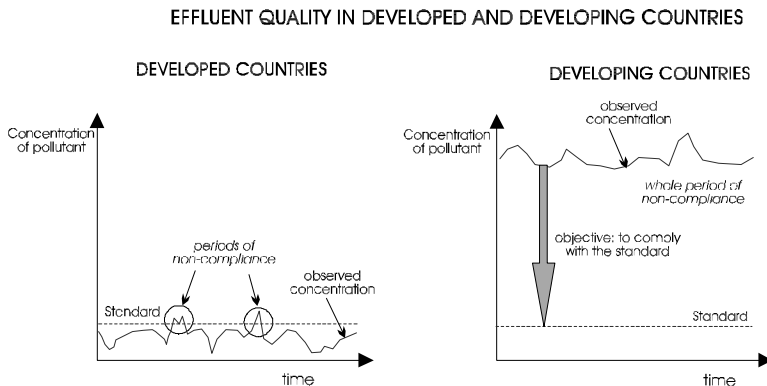 EFFLUENT QUALITY IN DEVELOPED AND DEVELOPING COUNTRIES
DEVELOPED COUNTRIES
Concentration
of pollutant
periods of
non-compliance
observed
concentration
Standard
time
DEVELOPING COUNTRIES
observed
concentration
Concentration
of pollutant
whole period of
non-compliance
objective: to comply
with the standard
Standard
time